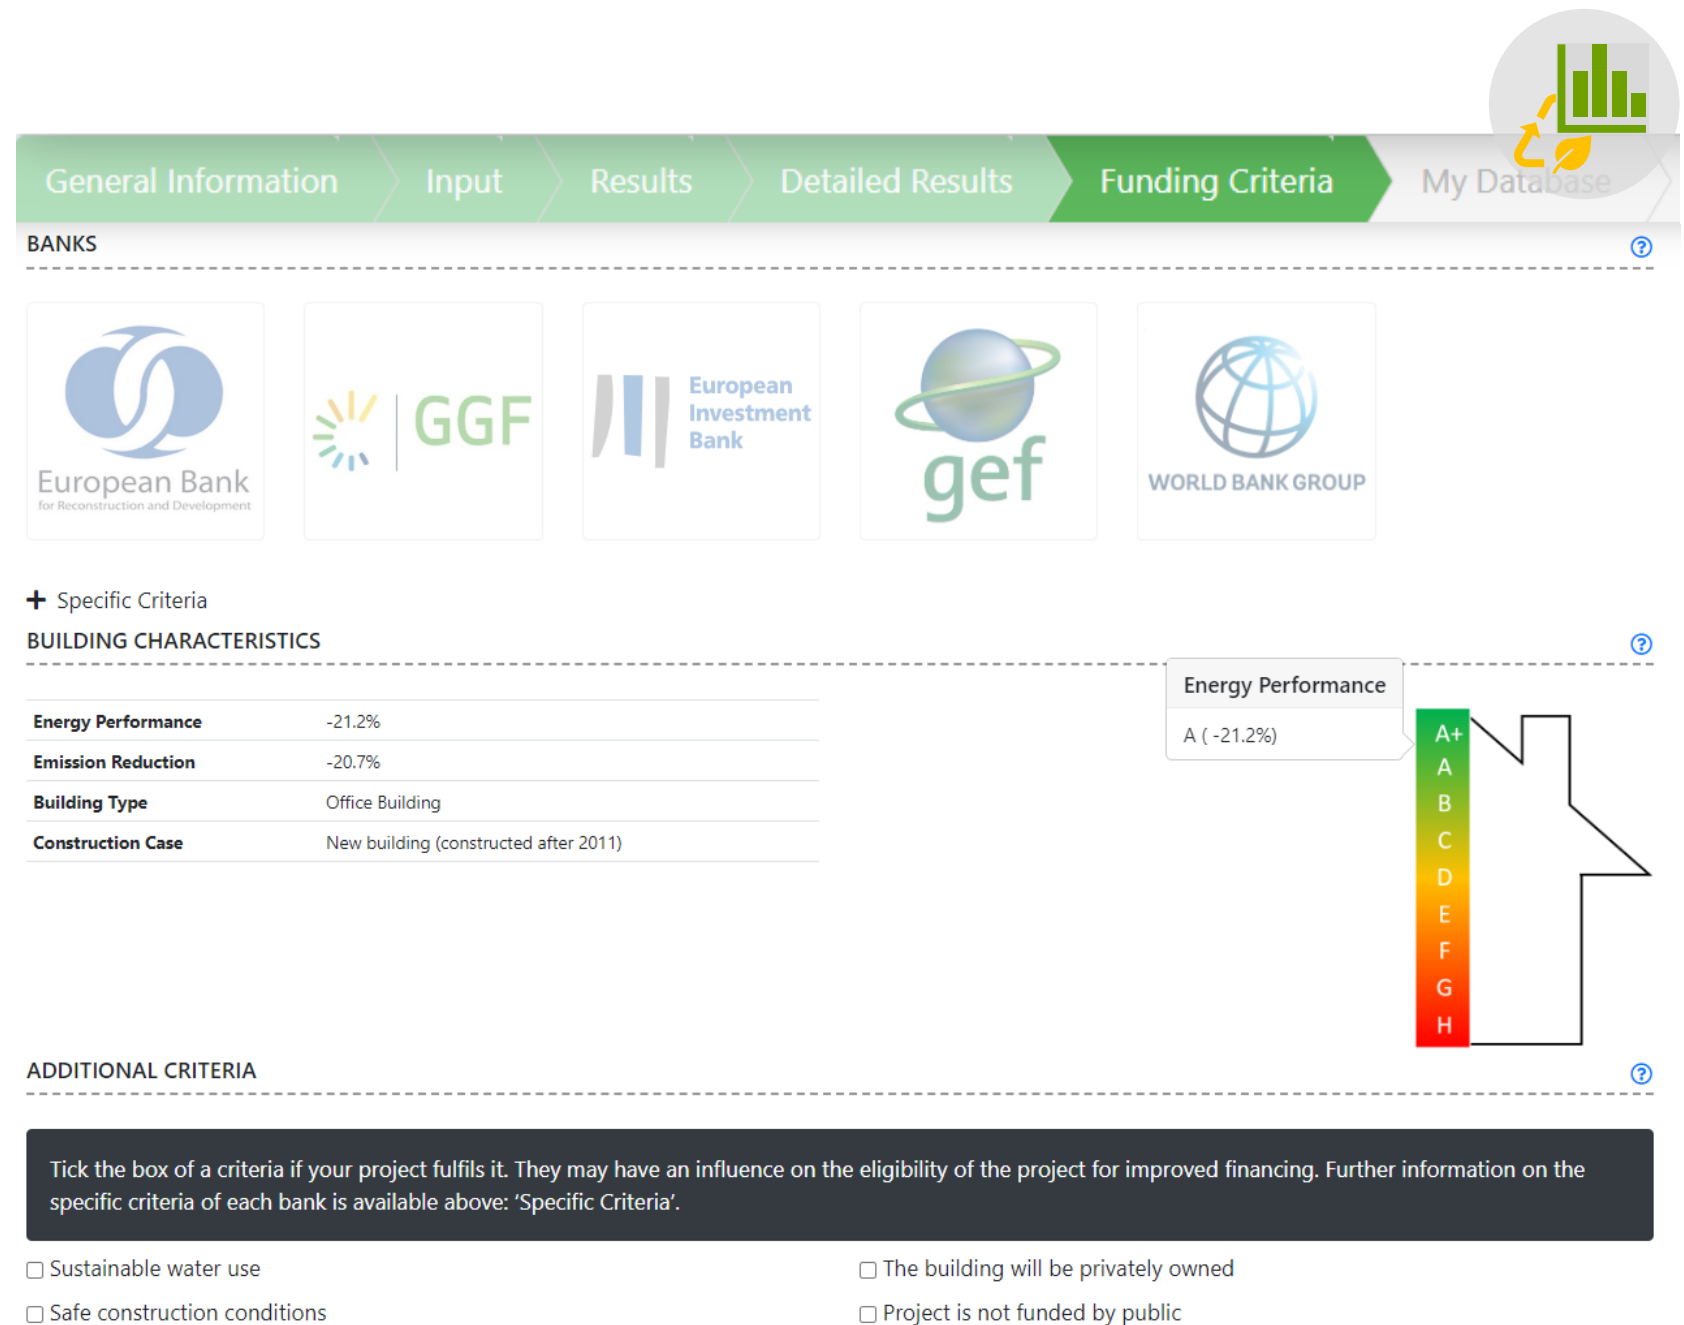 General Information
Input
Results
Detailed Results
Funding Criteria
My Database
BANKS
European Bank
for Reconstruction and Development
GGF
European
Investment
Bank
gef
WORLD BANK GROUP
Specific Criteria
BUILDING CHARACTERISTICS
Energy Performance -21.2%
Emission Reduction -20.7%
Building Type Office Building
Construction Case New building (constructed after 2011)
Energy Performance
A ( -21.2%)
A+
A
B
C
D
E
F
G
H
ADDITIONAL CRITERIA
Tick the box of a criteria if your project fulfils it. They may have an influence on the eligibility of the project for improved financing. Further information on the
specific criteria of each bank is available above: ‘Specific Criteria’.
Sustainable water use
The building will be privately owned
Safe construction conditions
Project is not funded by public